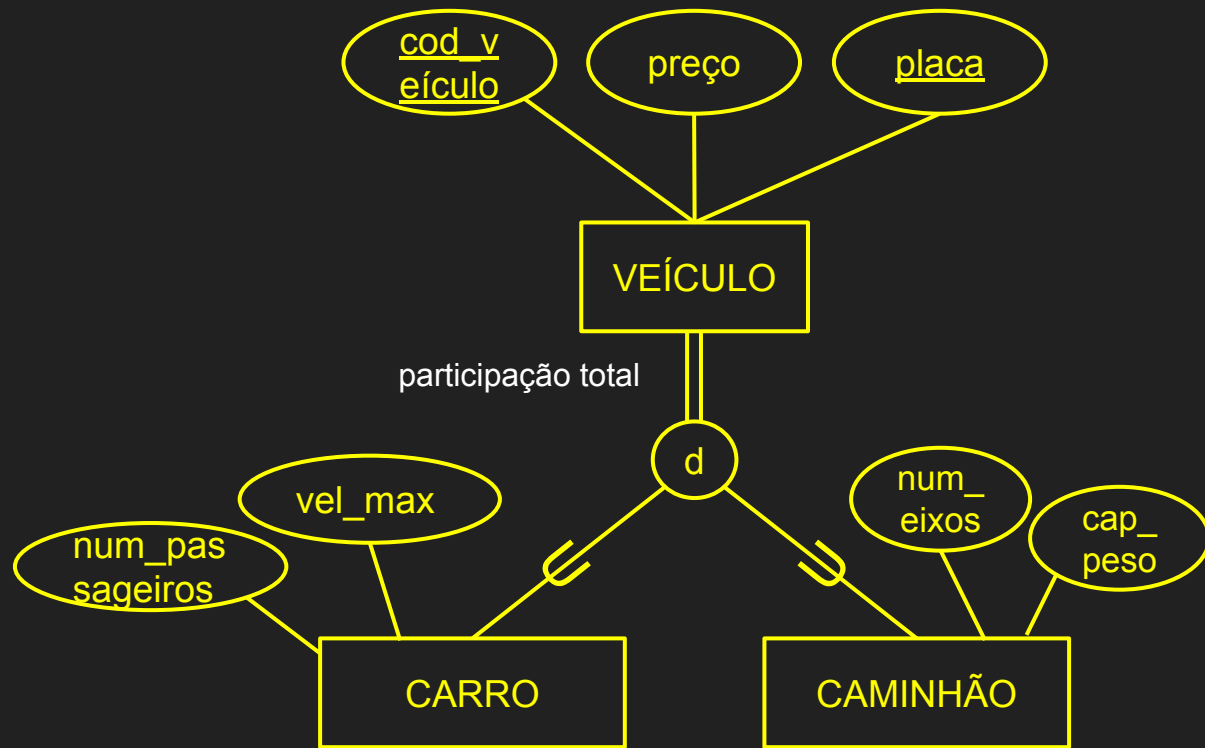 cod_v
eículo
preço
placa
VEÍCULO
participação total
d
vel_max
num_pas
sageiros
num_
eixos
cap_
peso
CARRO
CAMINHÃO